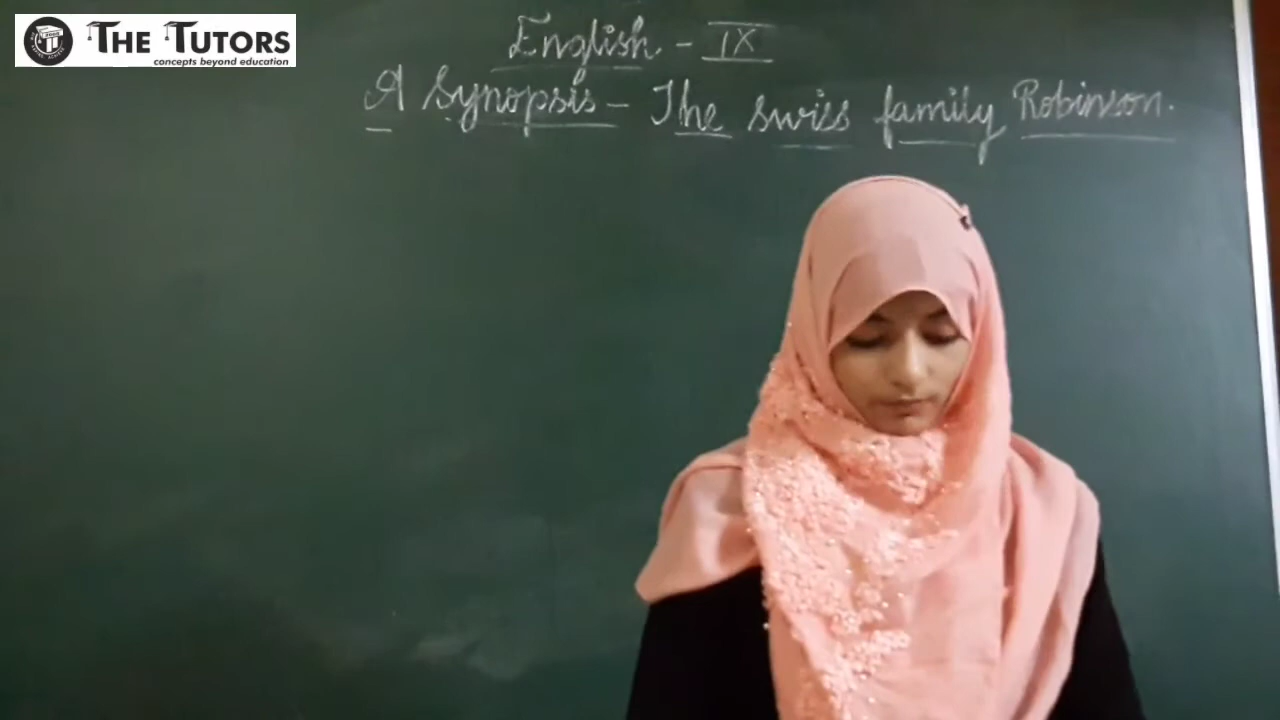 THE TUTORS
concepts beyond education
English - IX
A Synopsis - The swiss family Robinson.